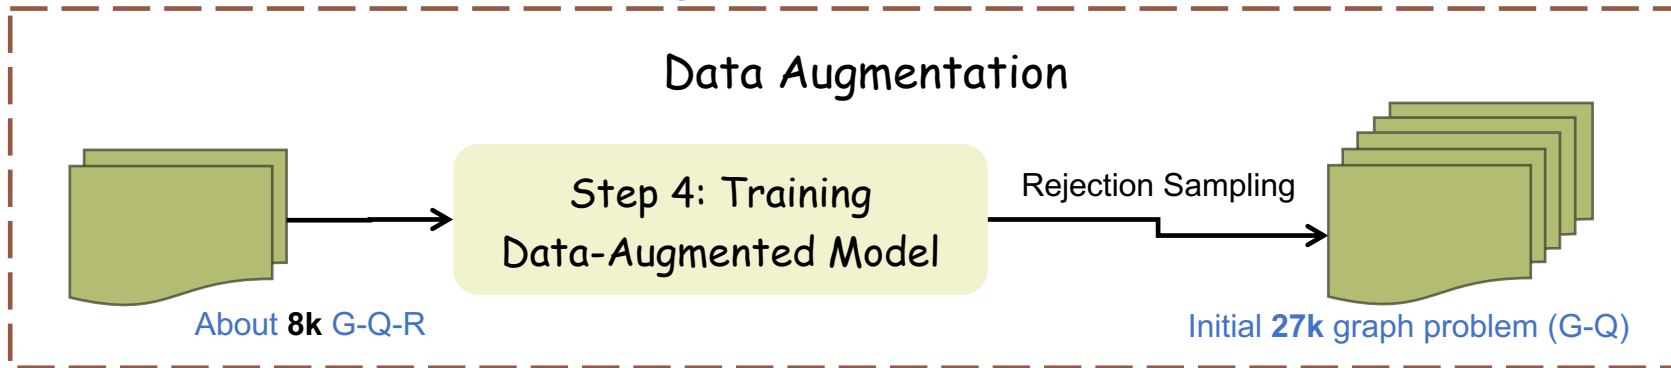 Data Augmentation
Step 4: Training
Data-Augmented Model
Rejection Sampling
About 8k G-Q-R
Initial 27k graph problem (G-Q)